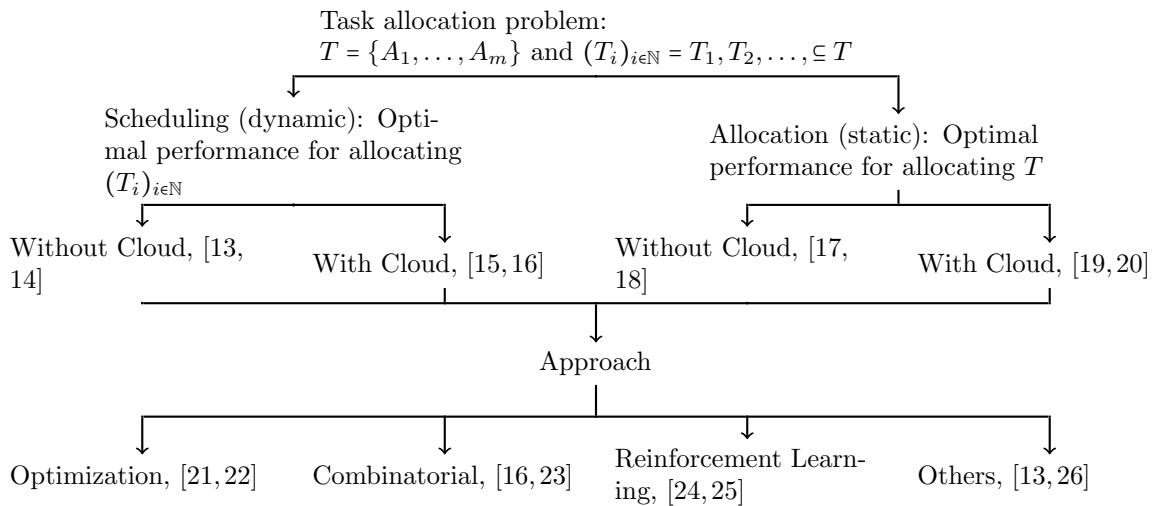 Task allocation problem:
T = {A₁, . . . , Aₘ} and (Tᵢ)ᵢ∈ℕ = T₁, T₂, . . . , ⊆ T
Scheduling (dynamic): Opti-
mal performance for allocating
(Tᵢ)ᵢ∈ℕ
Allocation (static): Optimal
performance for allocating T
Without Cloud, [13,
14]
With Cloud, [15, 16]
Without Cloud, [17,
18]
With Cloud, [19, 20]
Approach
Optimization, [21, 22]
Combinatorial, [16, 23]
Reinforcement Learn-
ing, [24, 25]
Others, [13, 26]